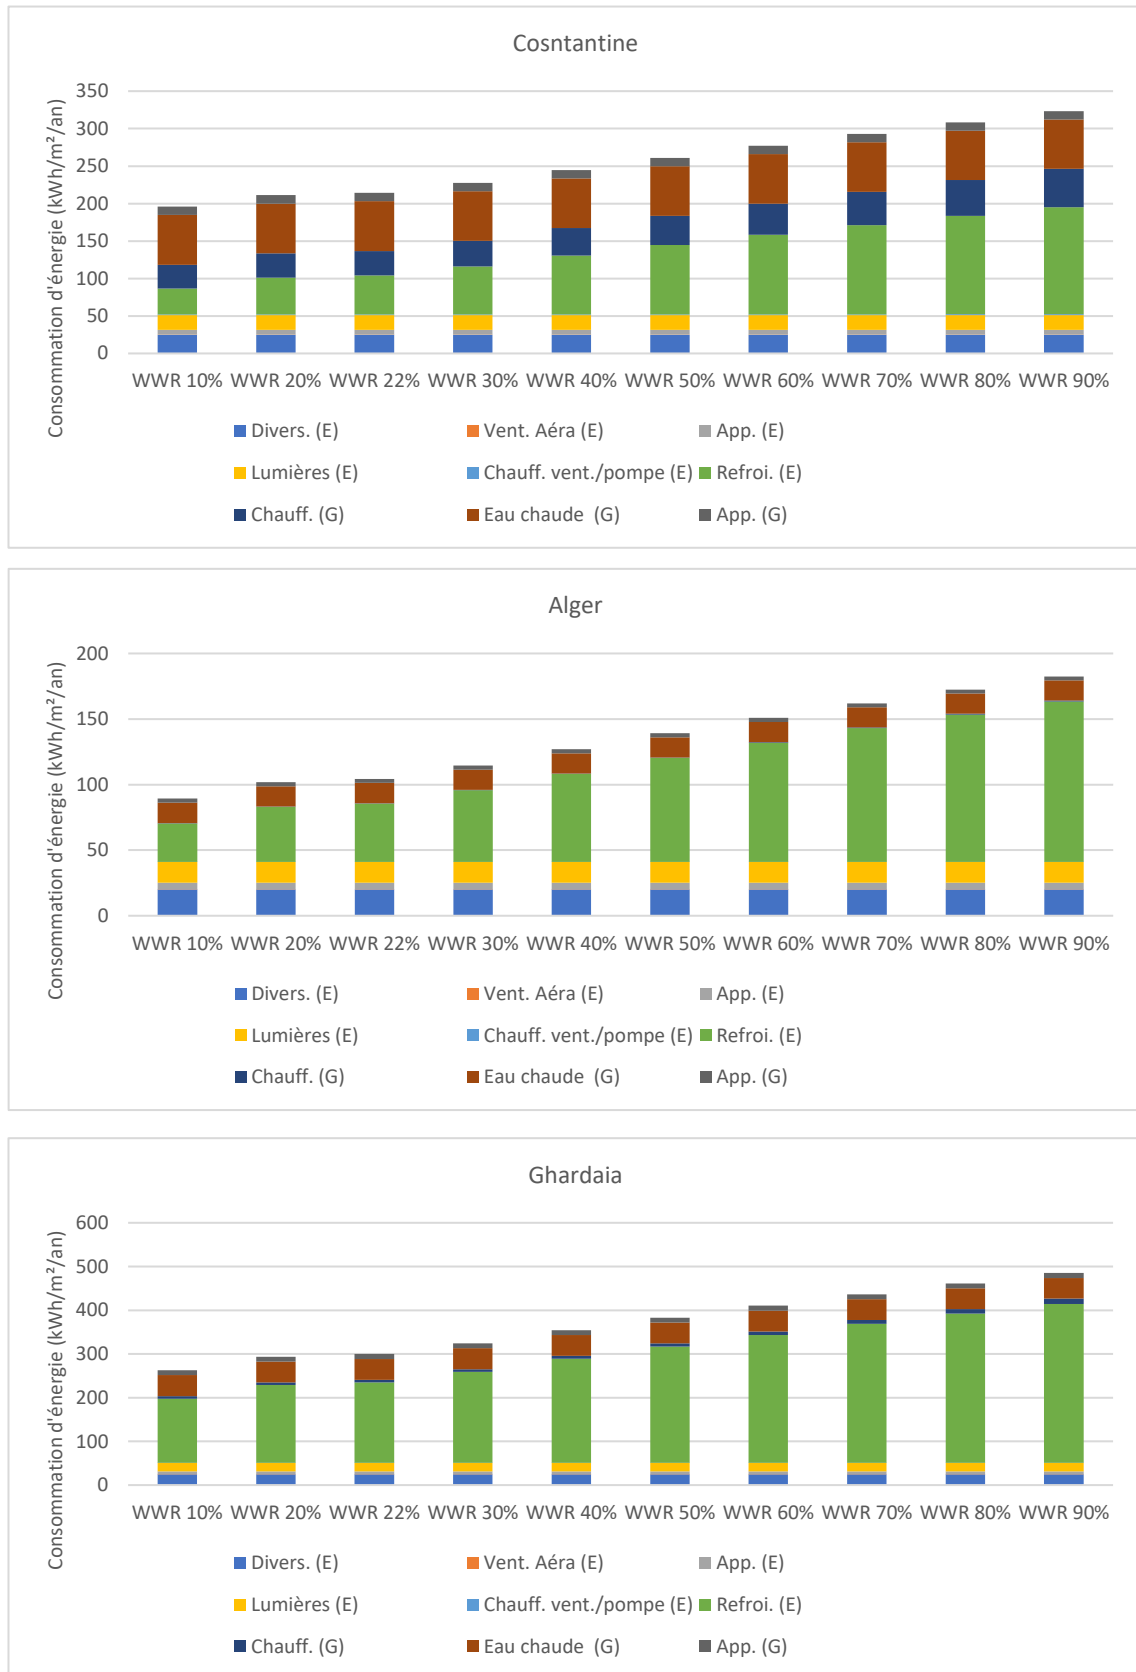 Cosntantine
Consommation d'énergie (kWh/m²/an)
350
300
250
200
150
100
50
0
WWR 10% WWR 20% WWR 22% WWR 30% WWR 40% WWR 50% WWR 60% WWR 70% WWR 80% WWR 90%
Divers. (E) Vent. Aéra (E) App. (E)
Lumières (E) Chauff. vent./pompe (E) Refroi. (E)
Chauff. (G) Eau chaude (G) App. (G)
Alger
Consommation d'énergie (kWh/m²/an)
200
150
100
50
0
WWR 10% WWR 20% WWR 22% WWR 30% WWR 40% WWR 50% WWR 60% WWR 70% WWR 80% WWR 90%
Divers. (E) Vent. Aéra (E) App. (E)
Lumières (E) Chauff. vent./pompe (E) Refroi. (E)
Chauff. (G) Eau chaude (G) App. (G)
Ghardaia
Consommation d'énergie (kWh/m²/an)
600
500
400
300
200
100
0
WWR 10% WWR 20% WWR 22% WWR 30% WWR 40% WWR 50% WWR 60% WWR 70% WWR 80% WWR 90%
Divers. (E) Vent. Aéra (E) App. (E)
Lumières (E) Chauff. vent./pompe (E) Refroi. (E)
Chauff. (G) Eau chaude (G) App. (G)